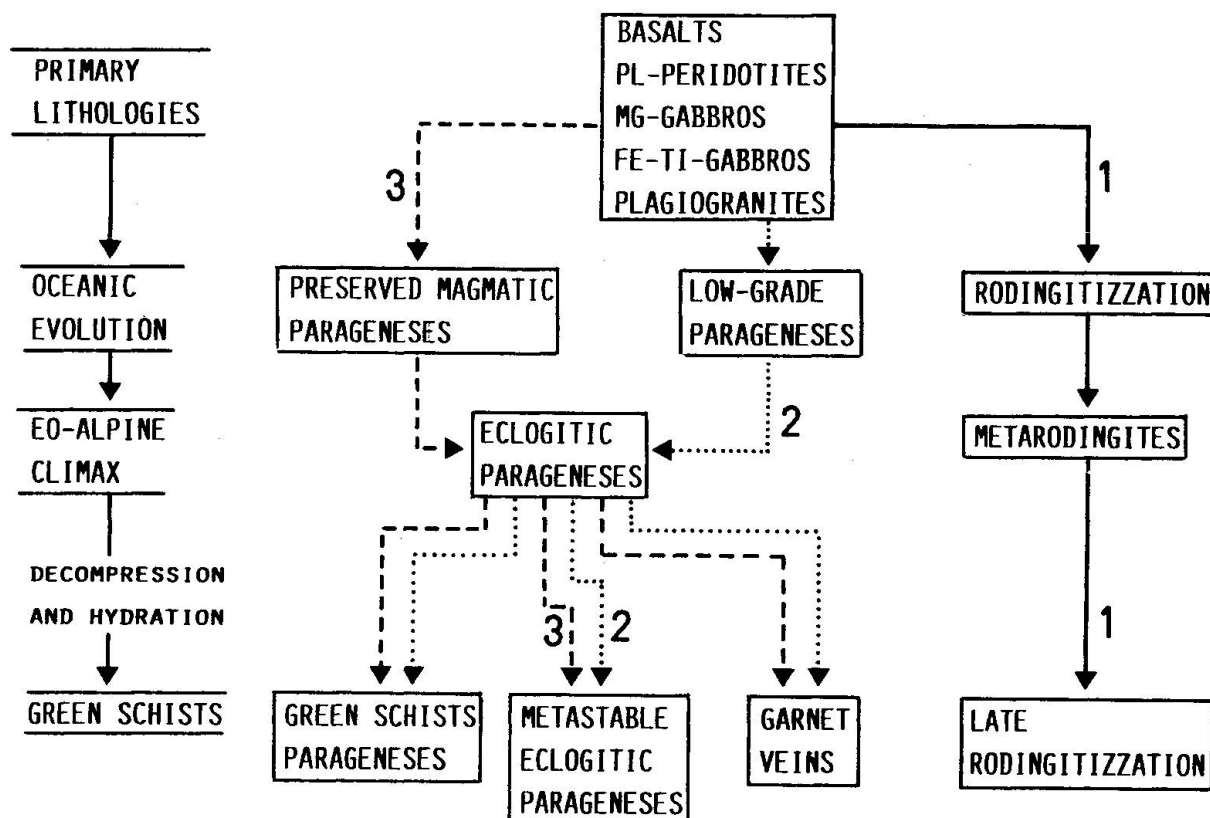 PRIMARY
LITHOLOGIES
BASALTS
PL-PERIDOTITES
MG-GABBROS
FE-TI-GABBROS
PLAGIOGRANITES
3
1
OCEANIC
EVOLUTION
PRESERVED MAGMATIC
PARAGENESES
LOW-GRADE
PARAGENESES
RODINGITIZZATION
EO-ALPINE
CLIMAX
ECLOGITIC
PARAGENESES
2
METARODINGITES
DECOMPRESSION
AND HYDRATION
3
2
1
GREEN SCHISTS
GREEN SCHISTS
PARAGENESES
METASTABLE
ECLOGITIC
PARAGENESES
GARNET
VEINS
LATE
RODINGITIZZATION